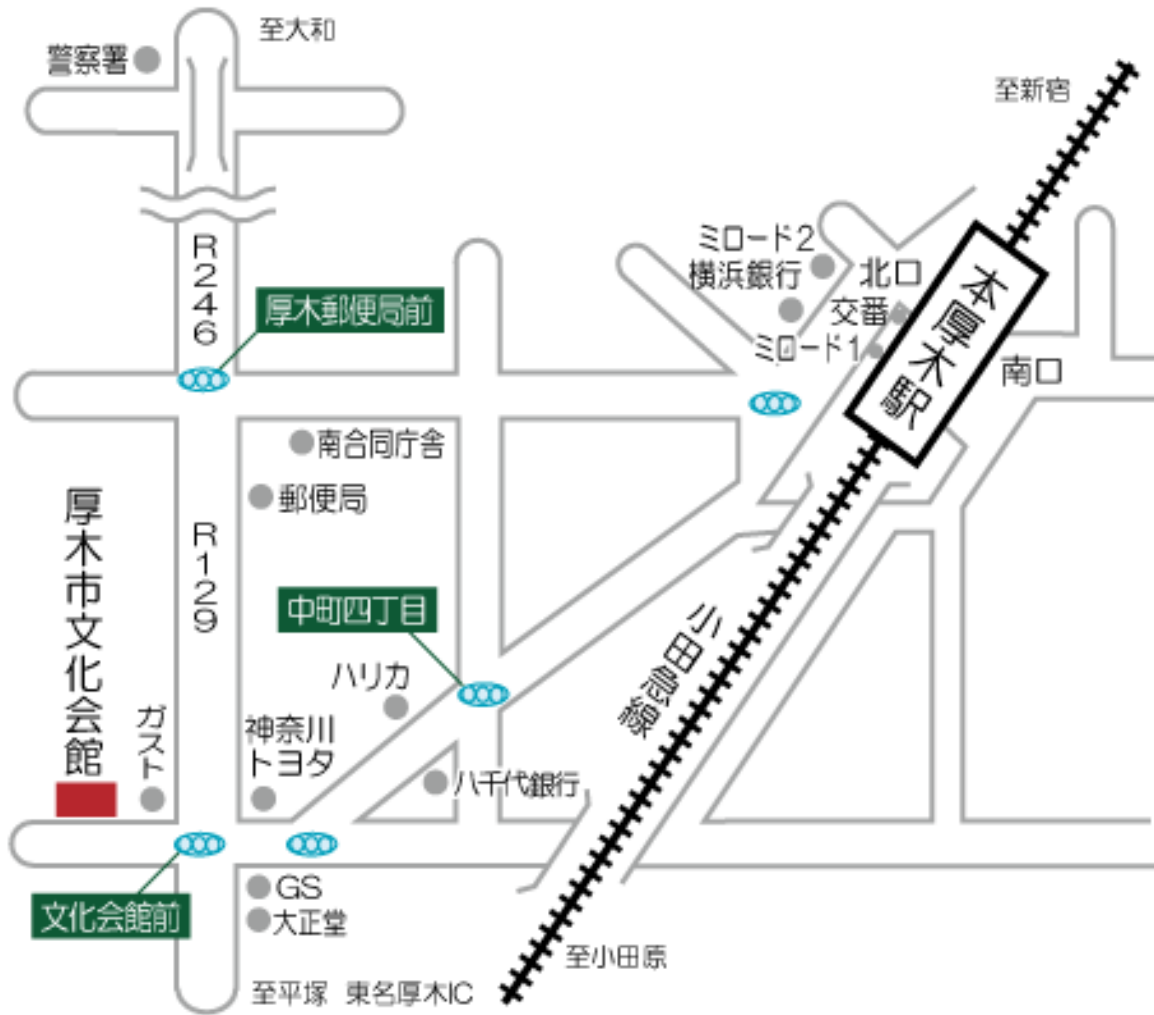 至大和
警察署
至新宿
R246
厚木郵便局前
ミロード2
横浜銀行
北口
交番
ミロード1
本厚木駅
南口
南合同庁舎
郵便局
R129
厚木市文化会館
中町四丁目
小田急線
ハリカ
ガスト
神奈川
トヨタ
八千代銀行
文化会館前
GS
大正堂
至小田原
至平塚 東名厚木IC